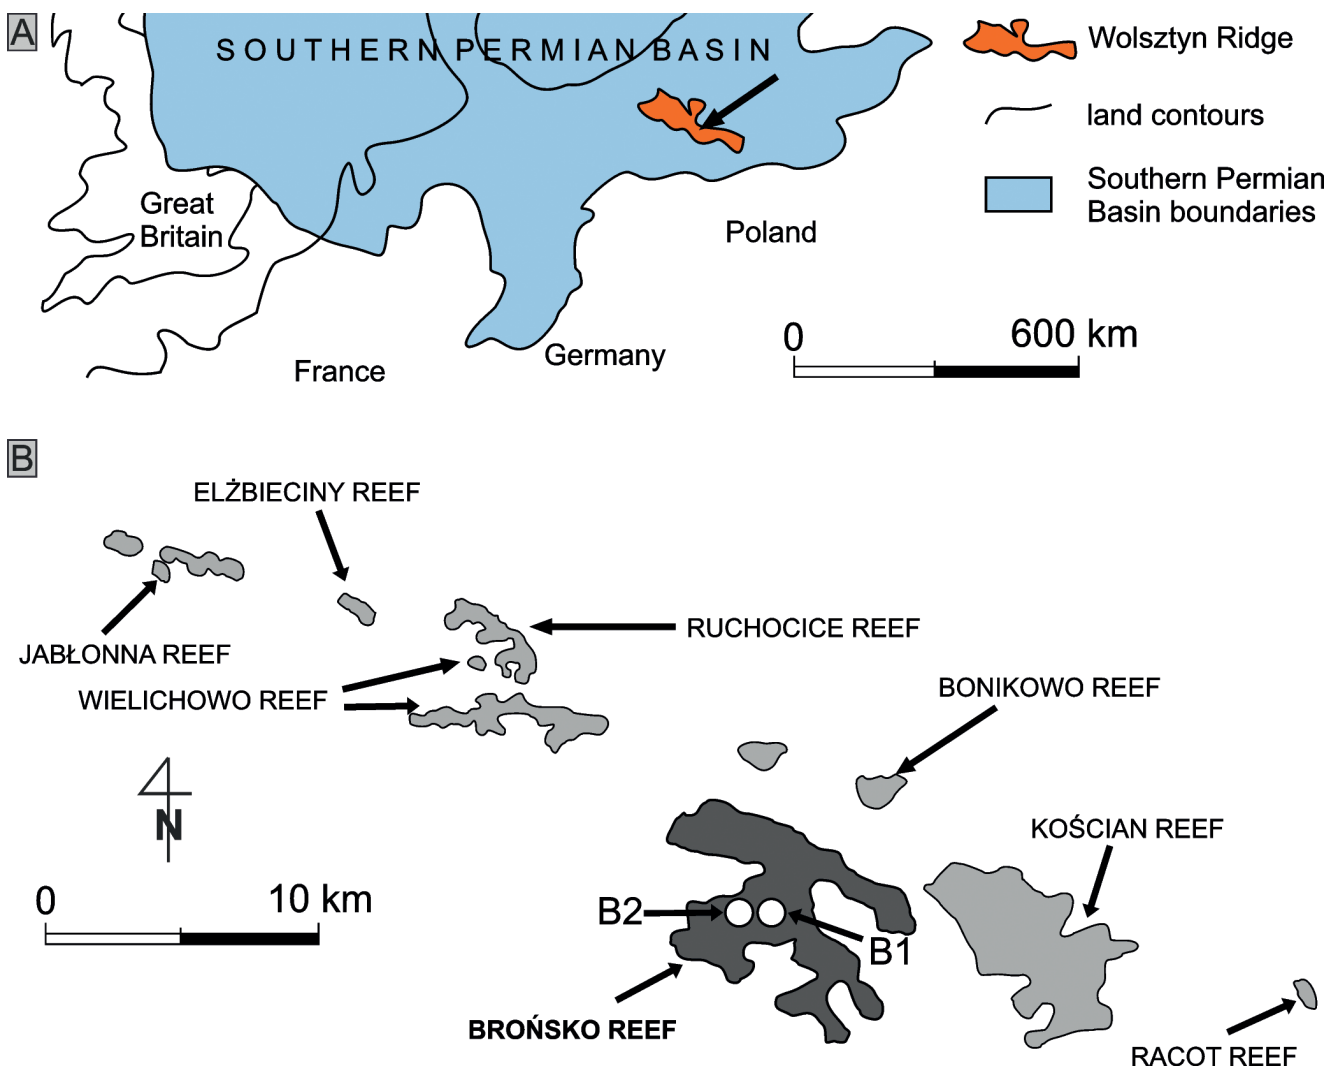 A
SOUTHERN PERMIAN BASIN
Wolsztyn Ridge
land contours
Southern Permian
Basin boundaries
Great
Britain
Poland
France
Germany
0 600 km
B
ELŻBIECINY REEF
JABŁONNA REEF
RUCHOCICE REEF
WIELICHOWO REEF
BONIKOWO REEF
N
KOŚCIAN REEF
0 10 km
B2
B1
BROŃSKO REEF
RACOT REEF